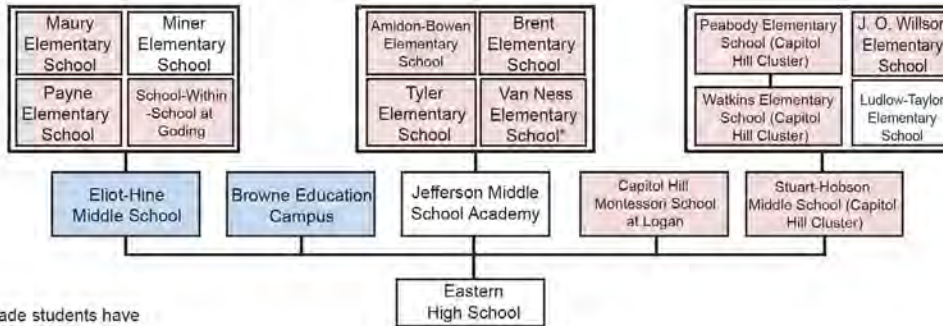 Maury
Elementary
School
Miner
Elementary
School
Payne
Elementary
School
School-Within
-School at
Goding
Amidon-Bowen
Elementary
School
Brent
Elementary
School
Tyler
Elementary
School
Van Ness
Elementary
School*
Peabody Elementary
School (Capitol
Hill Cluster)
J. O. Wilson
Elementary
School
Watkins Elementary
School (Capitol
Hill Cluster)
Ludlow-Taylor
Elementary
School
Eliot-Hine
Middle School
Browne Education
Campus
Jefferson Middle
School Academy
Capitol Hill
Montessori School
at Logan
Stuart-Hobson
Middle School (Capitol
Hill Cluster)
Eastern
High School
ade students have